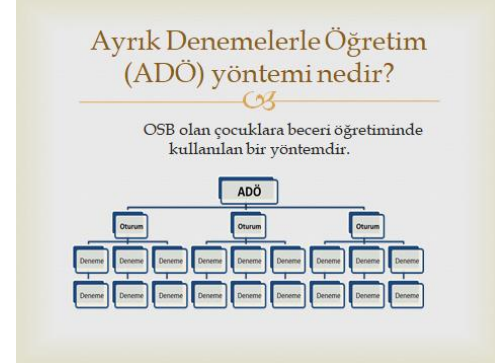 Ayrık Denemelerle Öğretim
(ADÖ) yöntemi nedir?
OSB olan çocuklara beceri öğretiminde
kullanılan bir yöntemdir.
ADÖ
Oturum Oturum Oturum
Deneme Deneme Deneme Deneme Deneme Deneme Deneme Deneme Deneme
Deneme Deneme Deneme Deneme Deneme Deneme Deneme Deneme Deneme